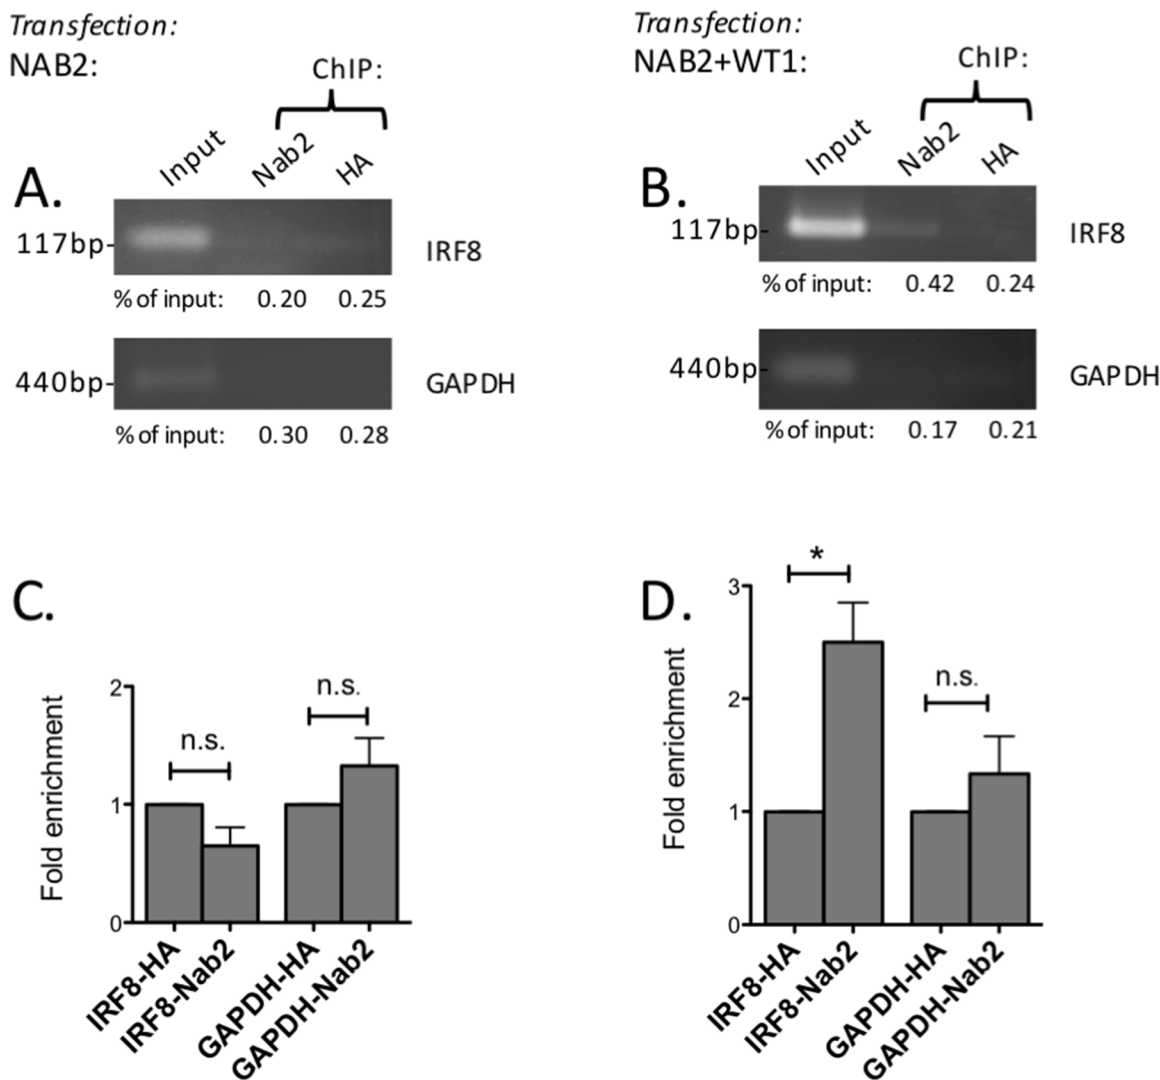 Transfection:
NAB2:
ChIP:
Input
Nab2
HA
A.
117bp-
IRF8
% of input: 0.20 0.25
440bp-
GAPDH
% of input: 0.30 0.28
Transfection:
NAB2+WT1:
ChIP:
Input
Nab2
HA
B.
117bp-
IRF8
% of input: 0.42 0.24
440bp-
GAPDH
% of input: 0.17 0.21
C.
Fold enrichment
2
1
0
n.s.
n.s.
IRF8-HA
IRF8-Nab2
GAPDH-HA
GAPDH-Nab2
D.
Fold enrichment
3
2
1
0
*
n.s.
IRF8-HA
IRF8-Nab2
GAPDH-HA
GAPDH-Nab2